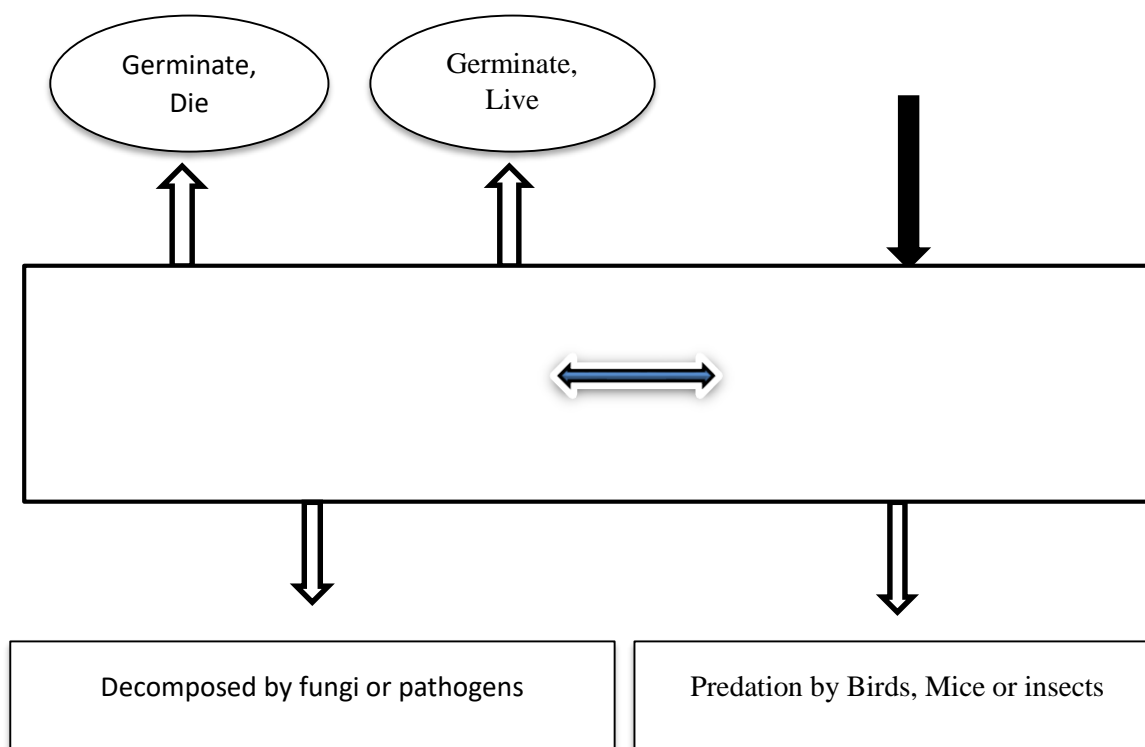 Germinate,
Die
Germinate,
Live
Decomposed by fungi or pathogens
Predation by Birds, Mice or insects